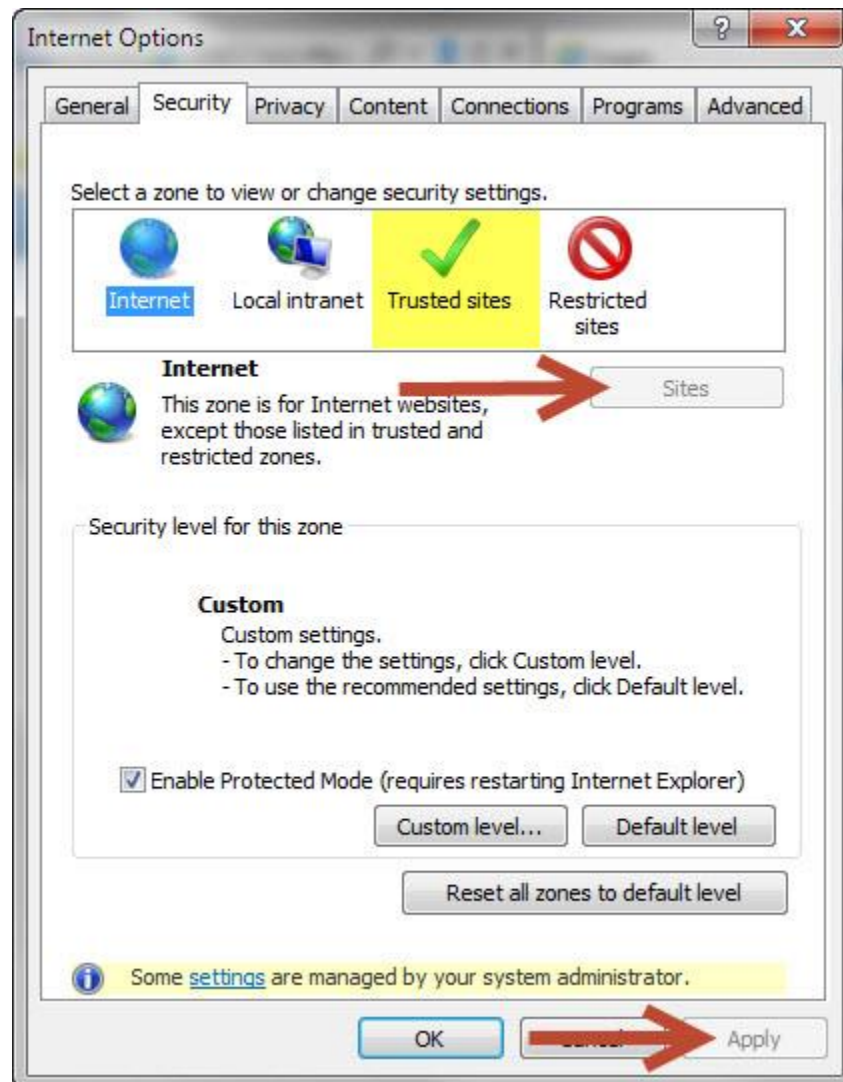 Internet Options
General Security Privacy Content Connections Programs Advanced
Select a zone to view or change security settings.
Internet Local intranet Trusted sites Restricted
sites
Internet
Sites
This zone is for Internet websites,
except those listed in trusted and
restricted zones.
Security level for this zone
Custom
Custom settings.
- To change the settings, click Custom level.
- To use the recommended settings, click Default level.
Enable Protected Mode (requires restarting Internet Explorer)
Custom level... Default level
Reset all zones to default level
Some settings are managed by your system administrator.
OK Apply